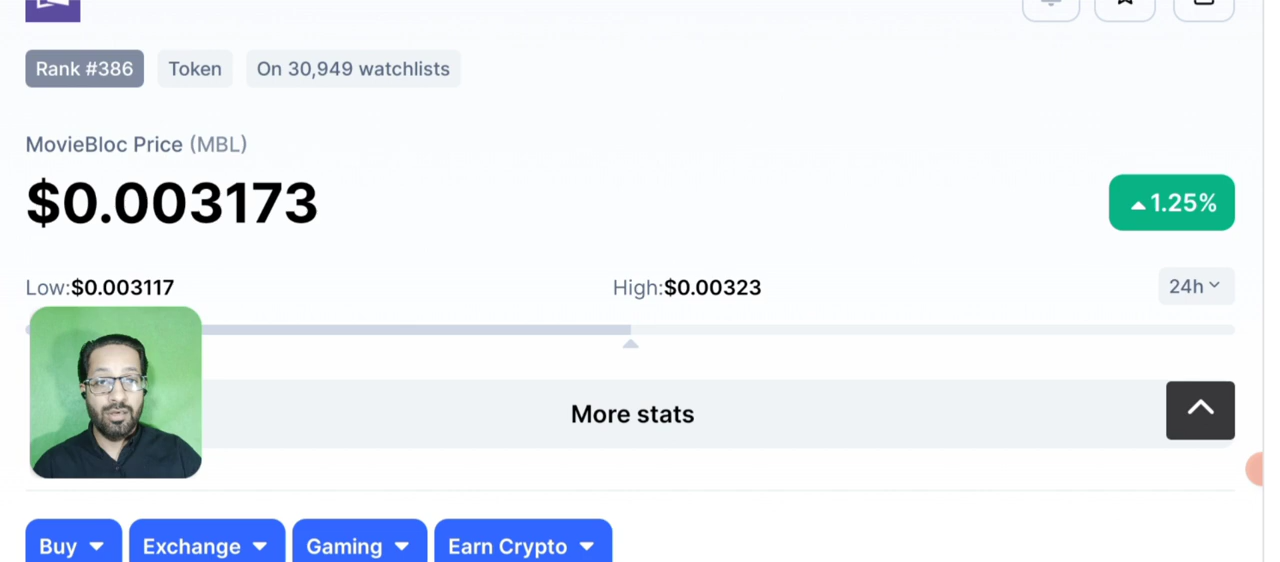 Rank #386 Token On 30,949 watchlists
MovieBloc Price (MBL)
$0.003173 1.25%
Low:$0.003117 High:$0.00323 24h
More stats
Buy Exchange Gaming Earn Crypto